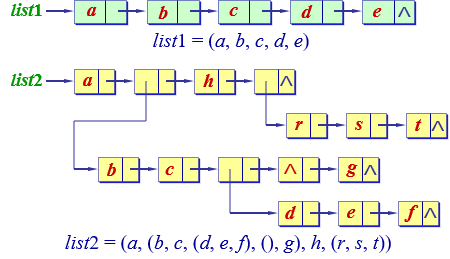 list1 a b c d e ^
list1 = (a, b, c, d, e)
list2 a h ^
r s t ^
b c ^ g ^
d e f ^
list2 = (a, (b, c, (d, e, f), (), g), h, (r, s, t))